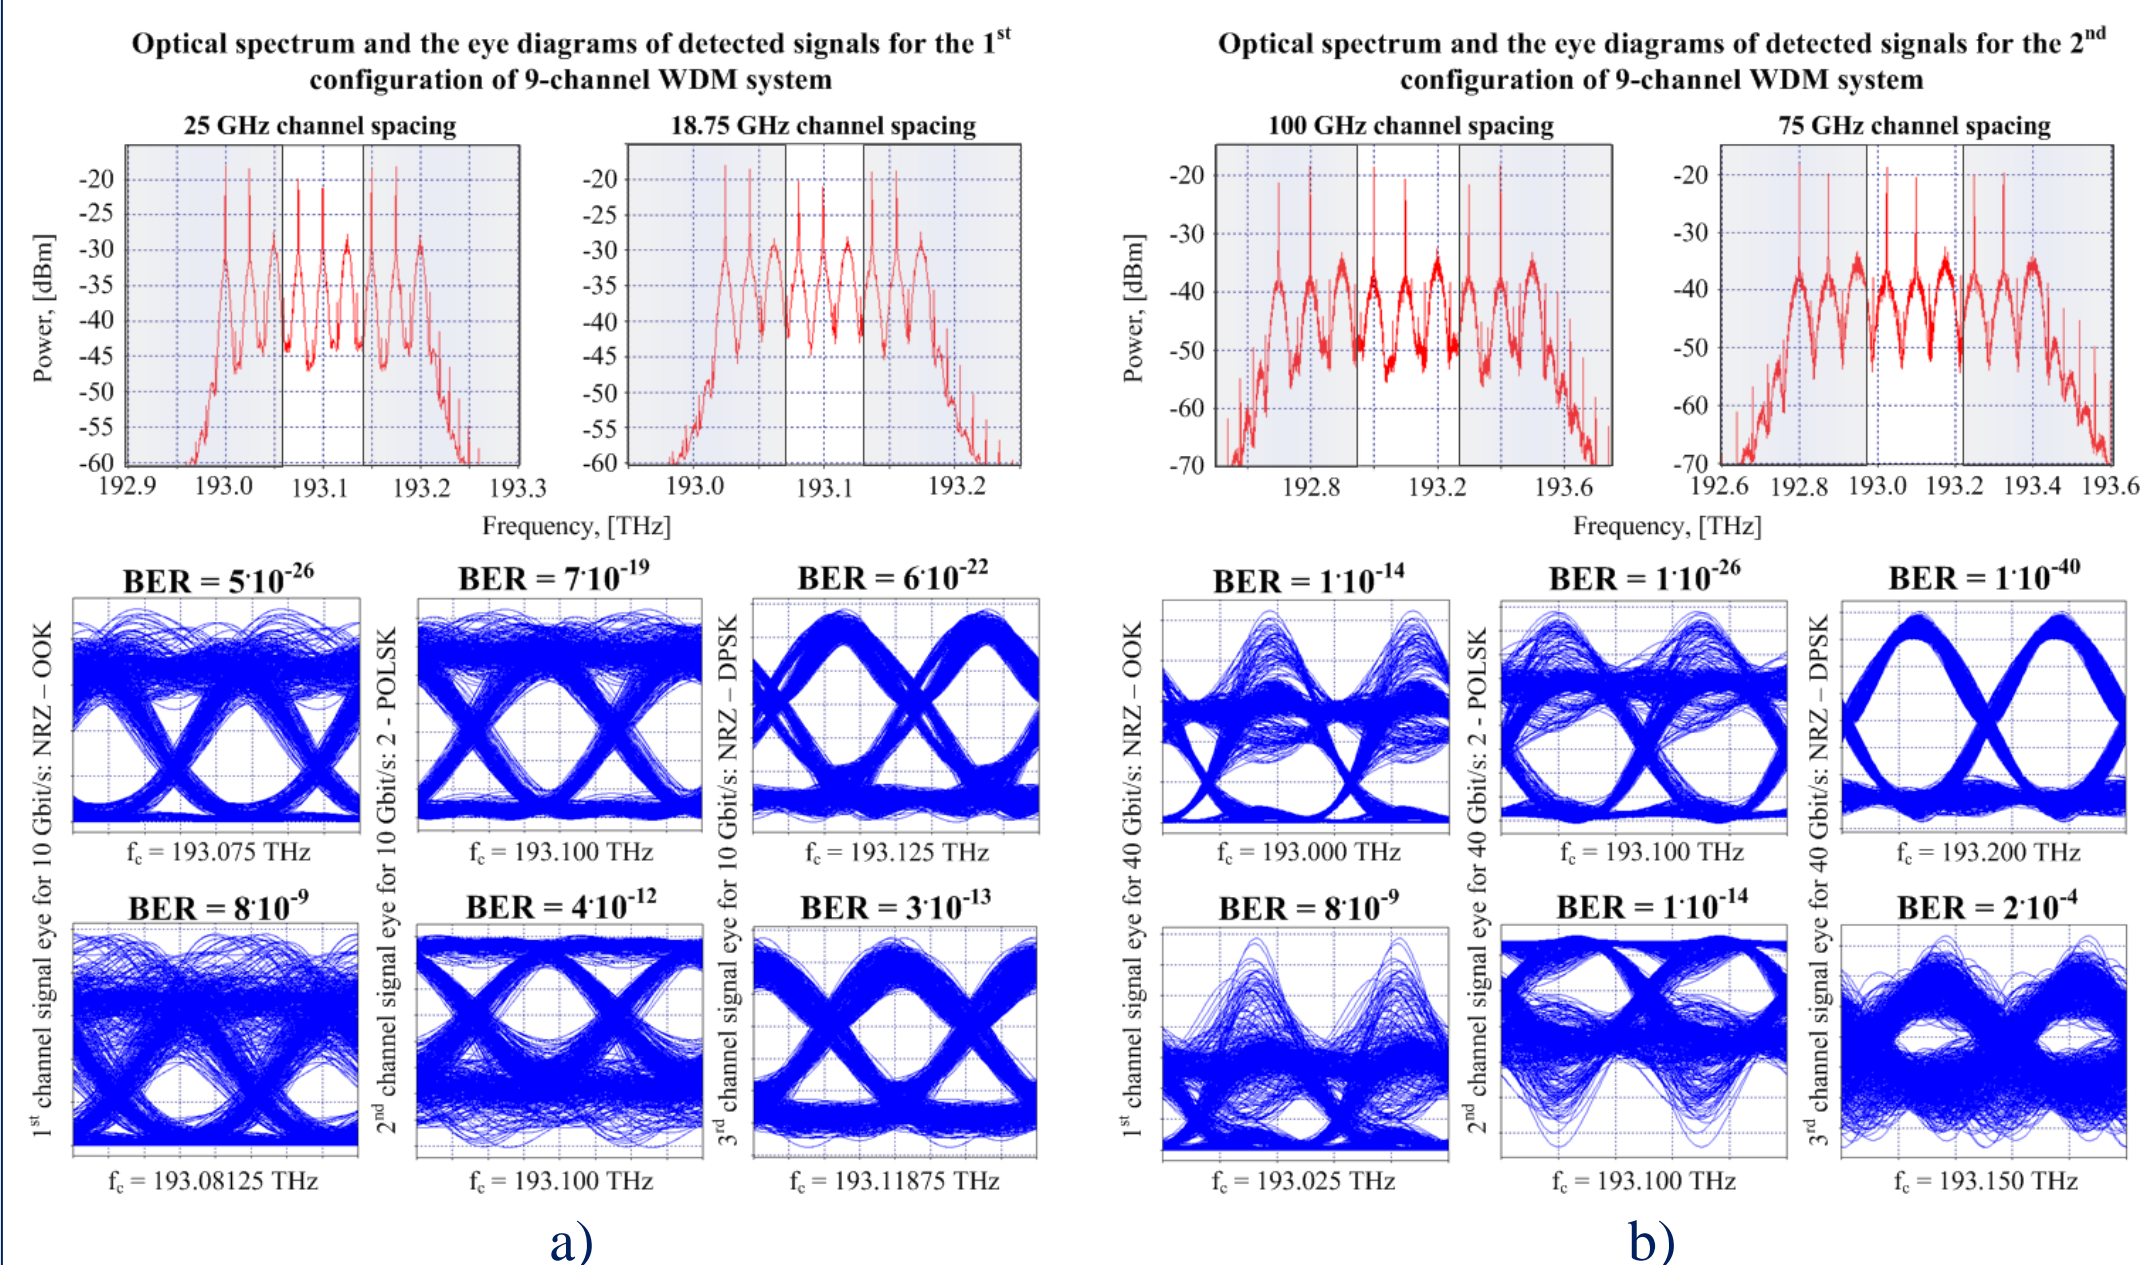 Optical spectrum and the eye diagrams of detected signals for the 1st
configuration of 9-channel WDM system
25 GHz channel spacing
18.75 GHz channel spacing
Power, [dBm]
-20
-25
-30
-35
-40
-45
-50
-55
-60
192.9 193.0 193.1 193.2 193.3
-20
-25
-30
-35
-40
-45
-50
-55
-60
193.0 193.1 193.2
Frequency, [THz]
1st channel signal eye for 10 Gbit/s: NRZ – OOK
2nd channel signal eye for 10 Gbit/s: 2 - POLSK
3rd channel signal eye for 10 Gbit/s: NRZ – DPSK
BER = 5·10-26
BER = 7·10-19
BER = 6·10-22
fc = 193.075 THz
fc = 193.100 THz
fc = 193.125 THz
BER = 8·10-9
BER = 4·10-12
BER = 3·10-13
fc = 193.08125 THz
fc = 193.100 THz
fc = 193.11875 THz
a)
Optical spectrum and the eye diagrams of detected signals for the 2nd
configuration of 9-channel WDM system
100 GHz channel spacing
75 GHz channel spacing
Power, [dBm]
-20
-30
-40
-50
-60
-70
192.8 193.2 193.6
-20
-30
-40
-50
-60
-70
192.6 192.8 193.0 193.2 193.4 193.6
Frequency, [THz]
1st channel signal eye for 40 Gbit/s: NRZ – OOK
2nd channel signal eye for 40 Gbit/s: 2 - POLSK
3rd channel signal eye for 40 Gbit/s: NRZ – DPSK
BER = 1·10-14
BER = 1·10-26
BER = 1·10-40
fc = 193.000 THz
fc = 193.100 THz
fc = 193.200 THz
BER = 8·10-9
BER = 1·10-14
BER = 2·10-4
fc = 193.025 THz
fc = 193.100 THz
fc = 193.150 THz
b)